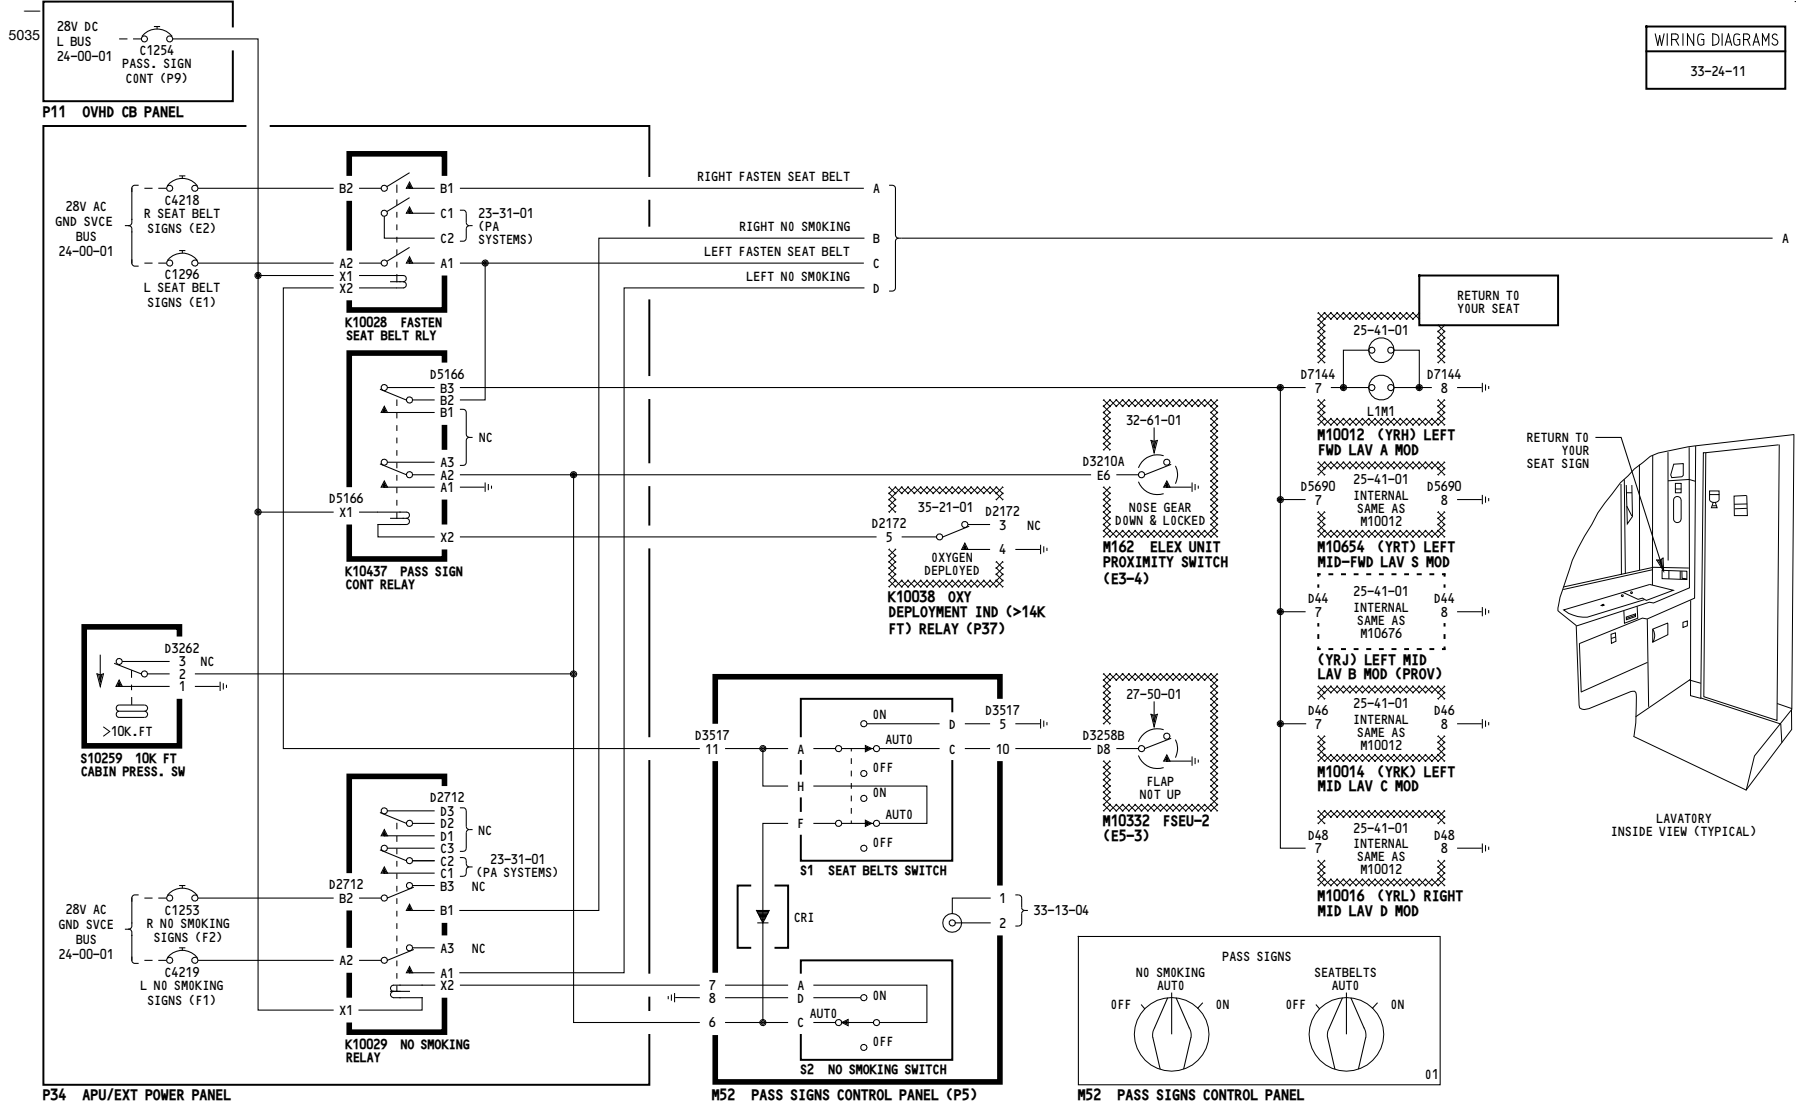 5035
28V DC
L BUS
24-00-01
C1254
PASS. SIGN
CONT (P9)
P11 OVHD CB PANEL
WIRING DIAGRAMS
33-24-11
28V AC
GND SVCE
BUS
24-00-01
C4218
R SEAT BELT
SIGNS (E2)
C1296
L SEAT BELT
SIGNS (E1)
B2
A2
X1
X2
B1
C1
C2
A1
23-31-01
(PA
SYSTEMS)
K10028 FASTEN
SEAT BELT RLY
RIGHT FASTEN SEAT BELT
A
RIGHT NO SMOKING
B
LEFT FASTEN SEAT BELT
C
LEFT NO SMOKING
D
A
D5166
B3
B2
B1
NC
A3
A2
A1
D5166
X1
X2
K10437 PASS SIGN
CONT RELAY
35-21-01
D2172
5
D2172
3 NC
4
OXYGEN
DEPLOYED
K10038 OXY
DEPLOYMENT IND (>14K
FT) RELAY (P37)
32-61-01
D3210A
E6
NOSE GEAR
DOWN & LOCKED
M162 ELEX UNIT
PROXIMITY SWITCH
(E3-4)
RETURN TO
YOUR SEAT
25-41-01
D7144
7
D7144
8
L1M1
M10012 (YRH) LEFT
FWD LAV A MOD
D5690
7
25-41-01
INTERNAL
SAME AS
M10012
D5690
8
M10654 (YRT) LEFT
MID-FWD LAV S MOD
D44
7
25-41-01
INTERNAL
SAME AS
M10676
D44
8
(YRJ) LEFT MID
LAV B MOD (PROV)
D46
7
25-41-01
INTERNAL
SAME AS
M10012
D46
8
M10014 (YRK) LEFT
MID LAV C MOD
D48
7
25-41-01
INTERNAL
SAME AS
M10012
D48
8
M10016 (YRL) RIGHT
MID LAV D MOD
RETURN TO
YOUR
SEAT SIGN
LAVATORY
INSIDE VIEW (TYPICAL)
D3262
3 NC
2
1
>10K.FT
S10259 10K FT
CABIN PRESS. SW
D2712
D3
D2
D1
C3
NC
C2
C1
23-31-01
(PA SYSTEMS)
D2712
B2
B3 NC
B1
A2
A3 NC
A1
X2
X1
28V AC
GND SVCE
BUS
24-00-01
C1253
R NO SMOKING
SIGNS (F2)
C4219
L NO SMOKING
SIGNS (F1)
K10029 NO SMOKING
RELAY
P34 APU/EXT POWER PANEL
D3517
11
A
H
F
ON
AUTO
OFF
ON
AUTO
OFF
D
C
D3517
5
10
S1 SEAT BELTS SWITCH
27-50-01
D3258B
D8
FLAP
NOT UP
M10332 FSEU-2
(E5-3)
CRI
1
2
33-13-04
7
8
6
A
D
C
ON
AUTO
OFF
S2 NO SMOKING SWITCH
M52 PASS SIGNS CONTROL PANEL (P5)
PASS SIGNS
NO SMOKING
AUTO
OFF
ON
SEATBELTS
AUTO
OFF
ON
01
M52 PASS SIGNS CONTROL PANEL